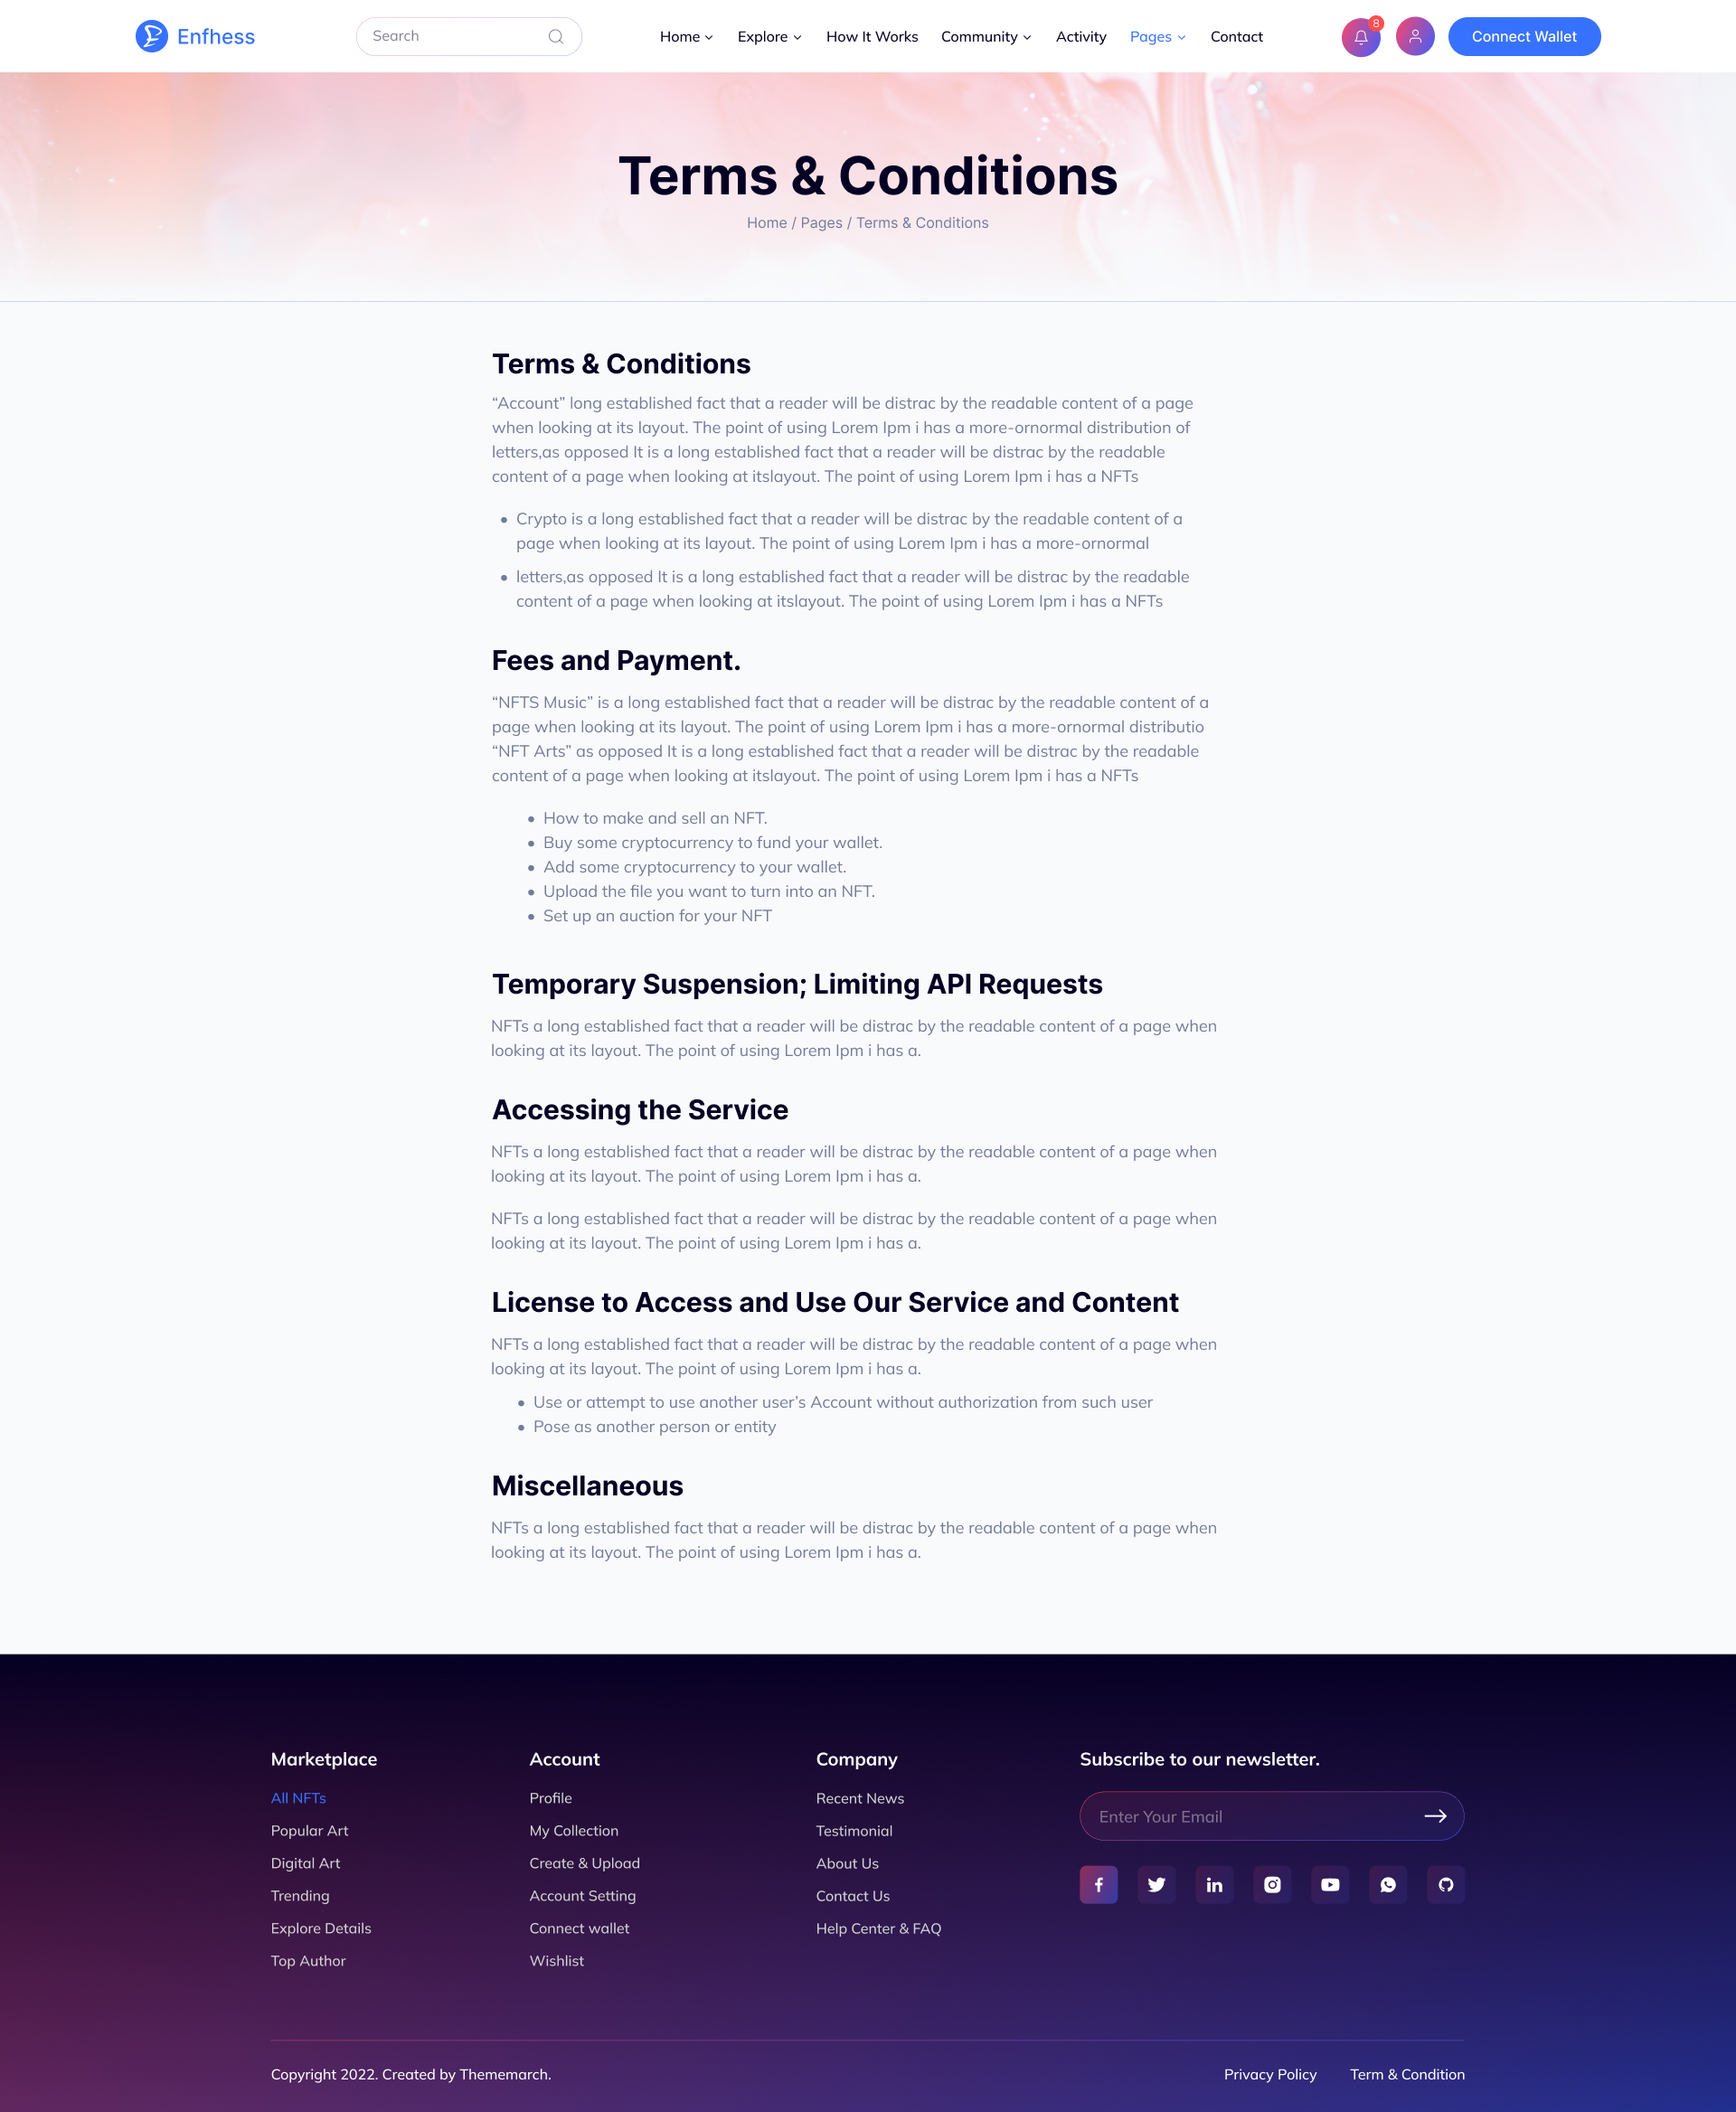 Enfhess
Search
Home
Explore
How It Works
Community
Activity
Pages
Contact
8
Connect Wallet
Terms & Conditions
Home / Pages / Terms & Conditions
Terms & Conditions
“Account” long established fact that a reader will be distrac by the readable content of a page
when looking at its layout. The point of using Lorem Ipm i has a more-ornormal distribution of
letters,as opposed It is a long established fact that a reader will be distrac by the readable
content of a page when looking at itslayout. The point of using Lorem Ipm i has a NFTs
• Crypto is a long established fact that a reader will be distrac by the readable content of a
page when looking at its layout. The point of using Lorem Ipm i has a more-ornormal
• letters,as opposed It is a long established fact that a reader will be distrac by the readable
content of a page when looking at itslayout. The point of using Lorem Ipm i has a NFTs
Fees and Payment.
“NFTS Music” is a long established fact that a reader will be distrac by the readable content of a
page when looking at its layout. The point of using Lorem Ipm i has a more-ornormal distributio
“NFT Arts” as opposed It is a long established fact that a reader will be distrac by the readable
content of a page when looking at itslayout. The point of using Lorem Ipm i has a NFTs
• How to make and sell an NFT.
• Buy some cryptocurrency to fund your wallet.
• Add some cryptocurrency to your wallet.
• Upload the file you want to turn into an NFT.
• Set up an auction for your NFT
Temporary Suspension; Limiting API Requests
NFTs a long established fact that a reader will be distrac by the readable content of a page when
looking at its layout. The point of using Lorem Ipm i has a.
Accessing the Service
NFTs a long established fact that a reader will be distrac by the readable content of a page when
looking at its layout. The point of using Lorem Ipm i has a.
NFTs a long established fact that a reader will be distrac by the readable content of a page when
looking at its layout. The point of using Lorem Ipm i has a.
License to Access and Use Our Service and Content
NFTs a long established fact that a reader will be distrac by the readable content of a page when
looking at its layout. The point of using Lorem Ipm i has a.
• Use or attempt to use another user’s Account without authorization from such user
• Pose as another person or entity
Miscellaneous
NFTs a long established fact that a reader will be distrac by the readable content of a page when
looking at its layout. The point of using Lorem Ipm i has a.
Marketplace
All NFTs
Popular Art
Digital Art
Trending
Explore Details
Top Author
Account
Profile
My Collection
Create & Upload
Account Setting
Connect wallet
Wishlist
Company
Recent News
Testimonial
About Us
Contact Us
Help Center & FAQ
Subscribe to our newsletter.
Enter Your Email
Copyright 2022. Created by Thememarch.
Privacy Policy
Term & Condition